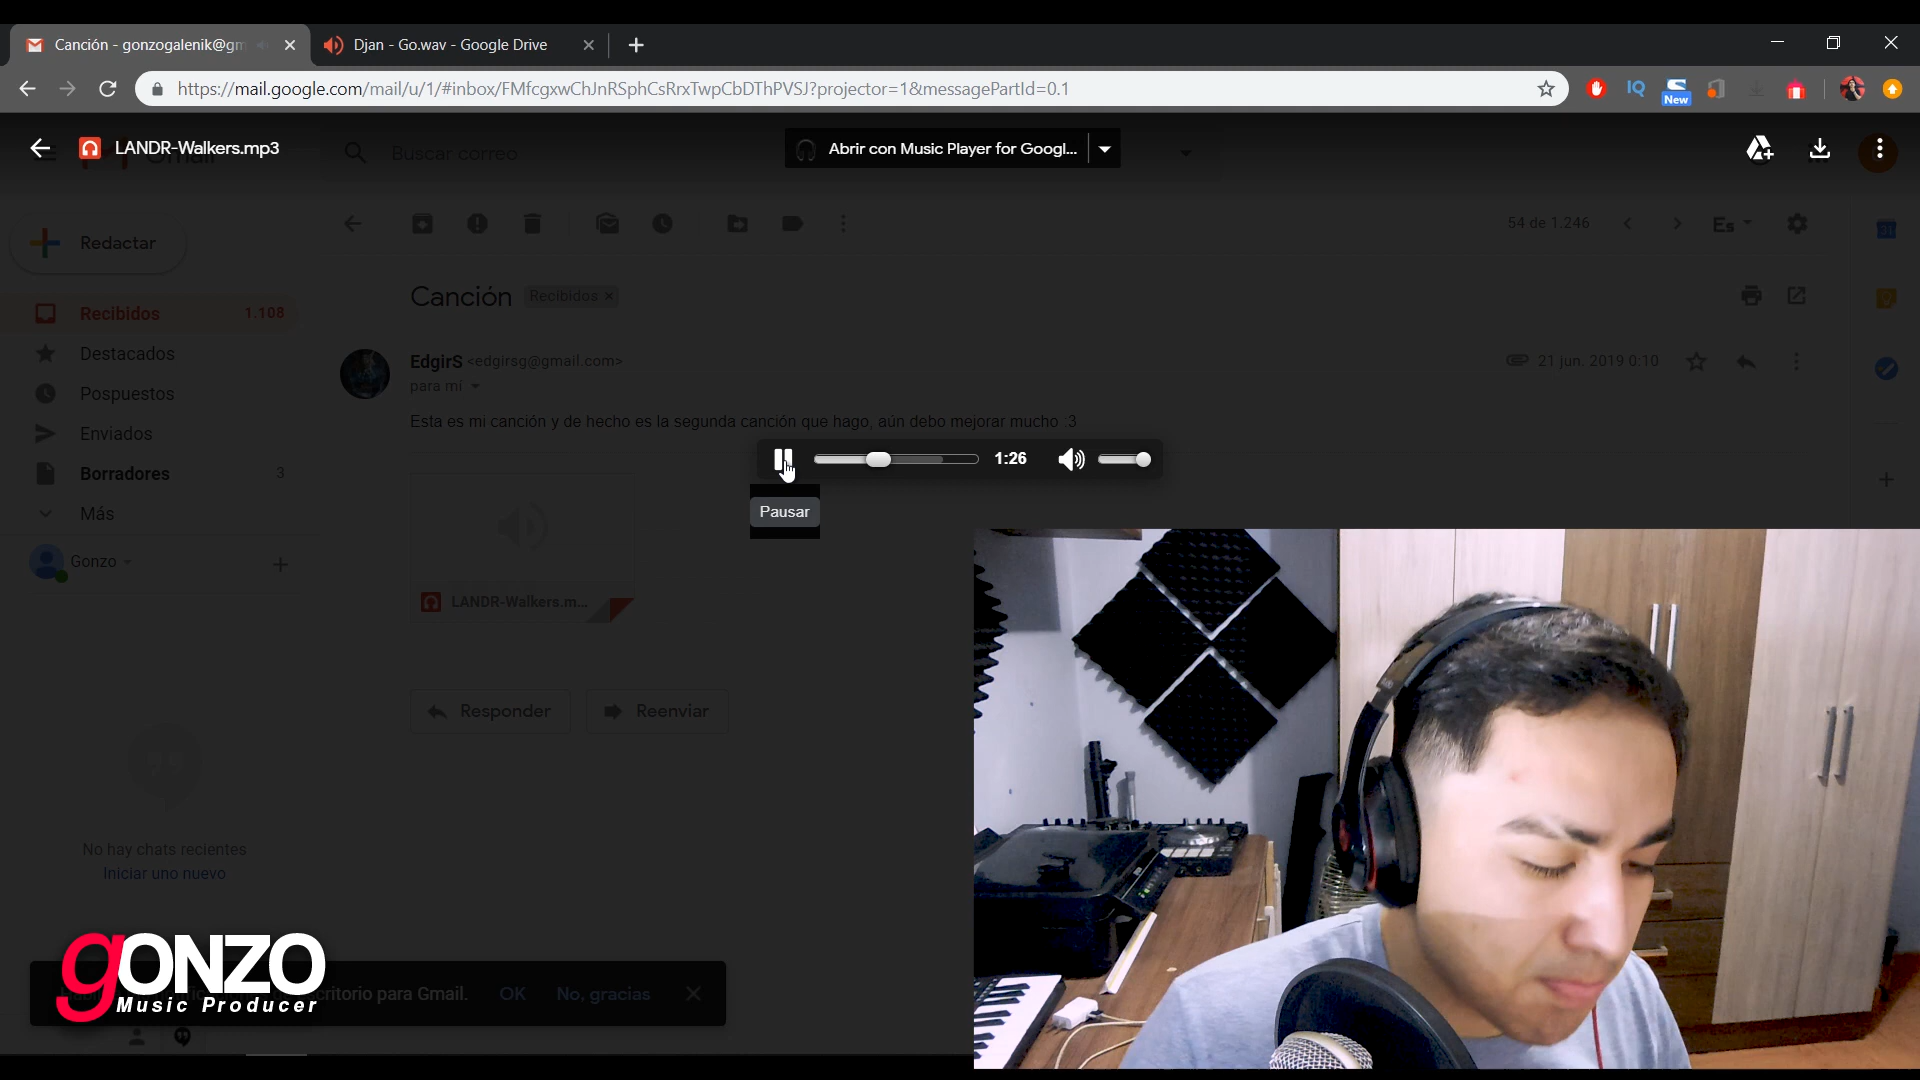 Canción - gonzogalenik@gm
Djan - Go.wav - Google Drive
https://mail.google.com/mail/u/1/#inbox/FMfcgxwChJnRSphCsRrxTwpCbDThPVSJ?projector=1&messagePartId=0.1
IQ
New
LANDR-Walkers.mp3
Gmail
Buscar correo
Abrir con Music Player for Googl...
Redactar
54 de 1.246
Es
31
Canción
Recibidos ×
Recibidos
1.108
Destacados
EdgirS <edgirsg@gmail.com>
21 jun. 2019 0:10
para mí
Pospuestos
Esta es mi canción y de hecho es la segunda canción que hago, aún debo mejorar mucho :3
Enviados
1:26
Borradores
3
Más
Pausar
Gonzo
LANDR-Walkers.m...
Responder
Reenviar
No hay chats recientes
Iniciar uno nuevo
gONZO
Music Producer
critorio para Gmail.
OK
No, gracias